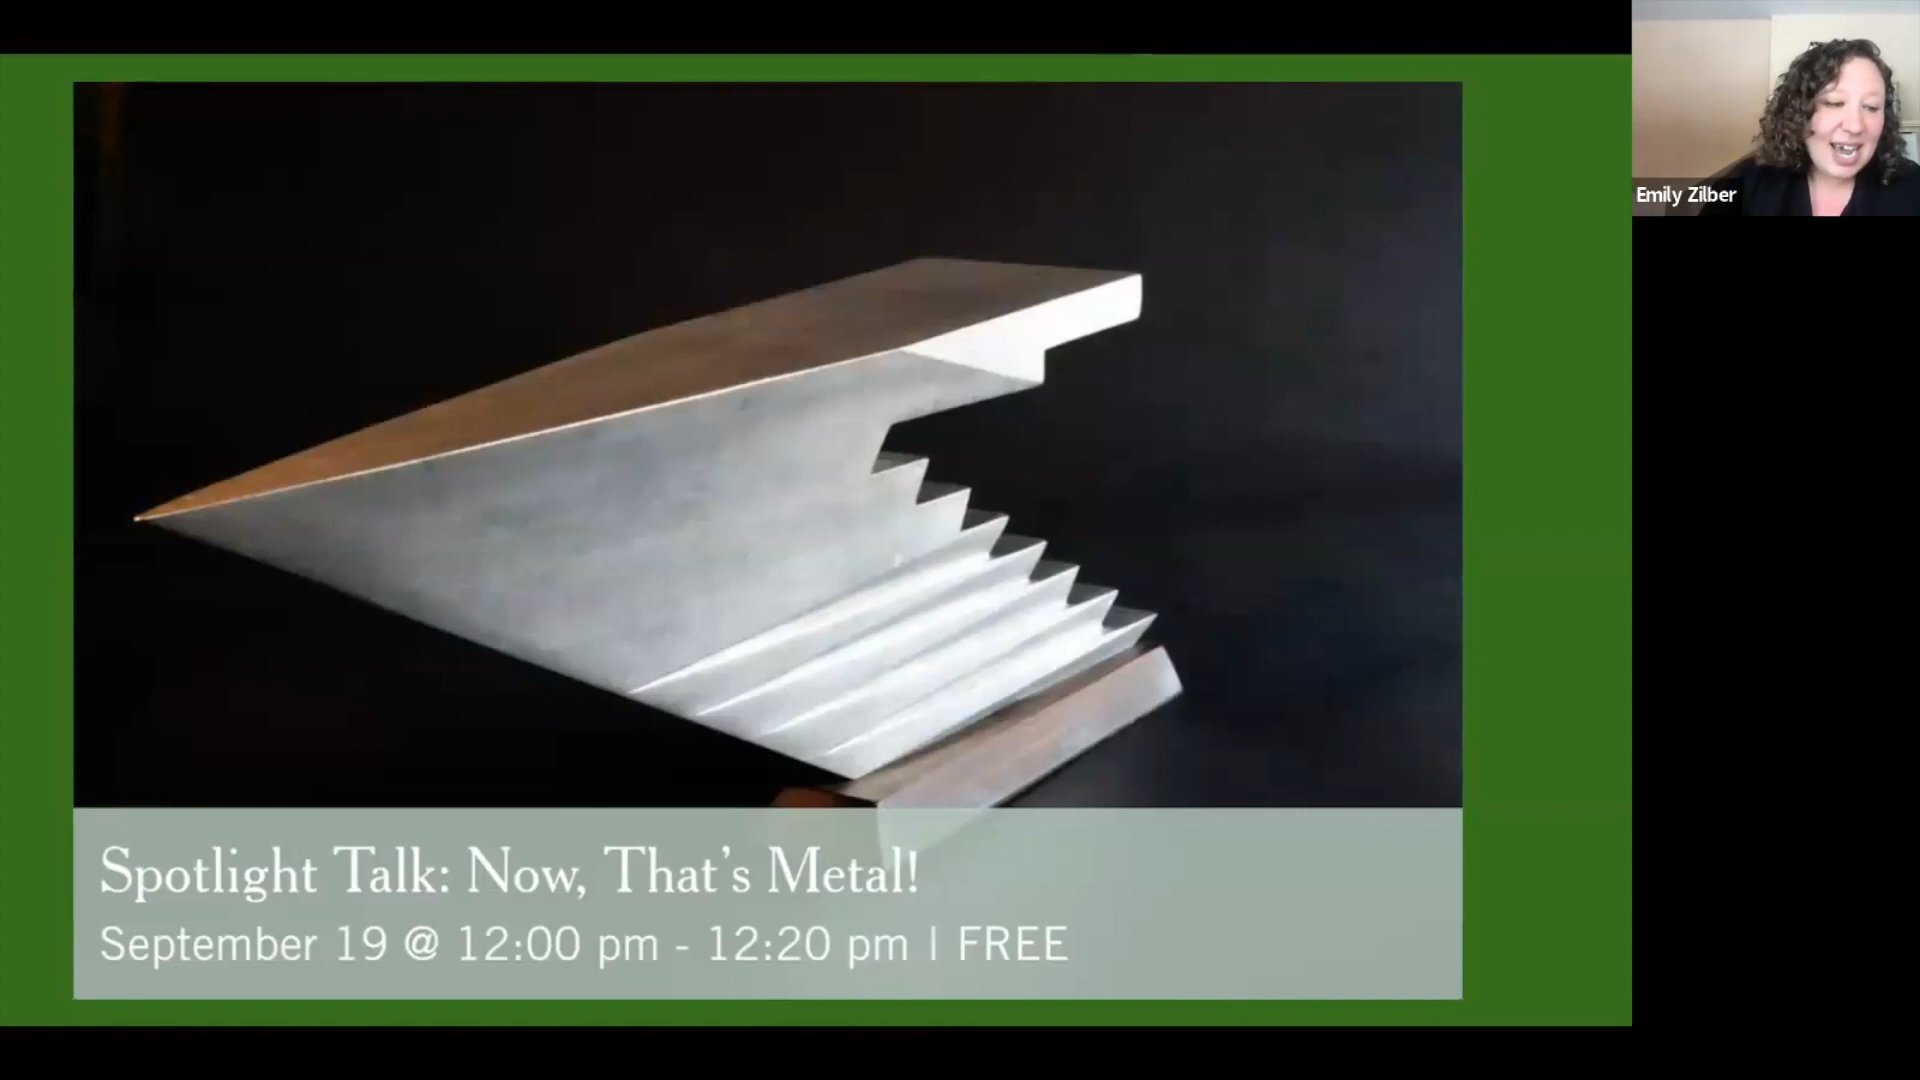 Emily Zilber
Spotlight Talk: Now, That's Metal!
September 19 @ 12:00 pm - 12:20 pm | FREE